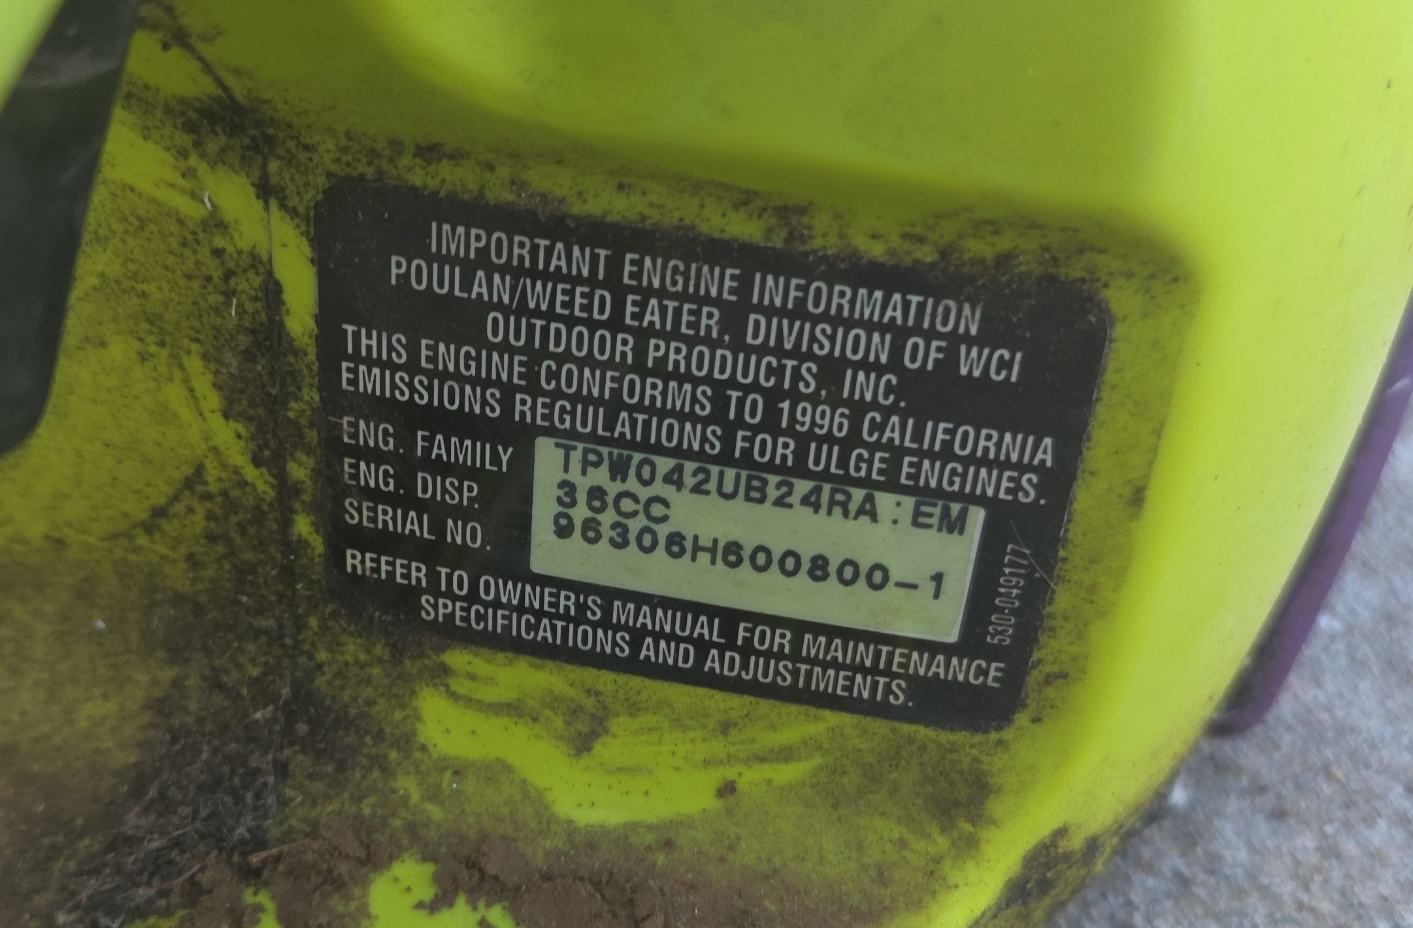 IMPORTANT ENGINE INFORMATION
POULAN/WEED EATER, DIVISION OF WCI
OUTDOOR PRODUCTS, INC.
THIS ENGINE CONFORMS TO 1996 CALIFORNIA
EMISSIONS REGULATIONS FOR ULGE ENGINES.
ENG. FAMILY TPW042UB24RA:EM
ENG. DISP. 36CC
SERIAL NO. 96306H600800-1
REFER TO OWNER'S MANUAL FOR MAINTENANCE
SPECIFICATIONS AND ADJUSTMENTS.
530-049177